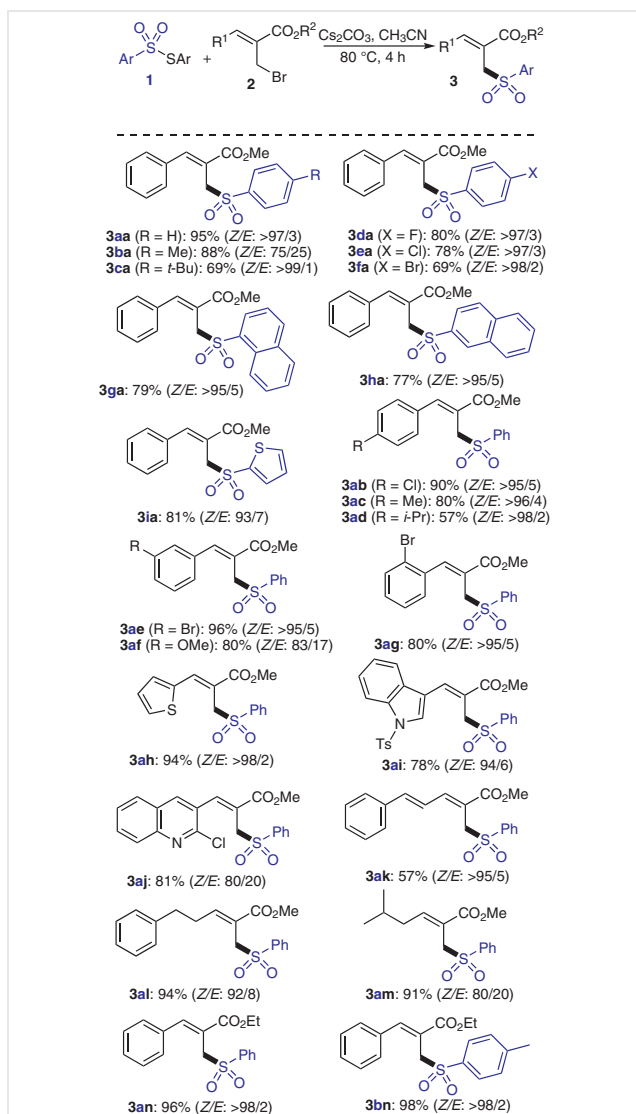 O O
S
Ar SAr
1
+
R¹ CO₂R²
Br
2
Cs₂CO₃, CH₃CN
80 °C, 4 h
R¹ CO₂R²
Ar
S
O O
3
CO₂Me
R
S
O O
3aa (R = H): 95% (Z/E: >97/3)
3ba (R = Me): 88% (Z/E: 75/25)
3ca (R = t-Bu): 69% (Z/E: >99/1)
CO₂Me
X
S
O O
3da (X = F): 80% (Z/E: >97/3)
3ea (X = Cl): 78% (Z/E: >97/3)
3fa (X = Br): 69% (Z/E: >98/2)
CO₂Me
S
O O
3ga: 79% (Z/E: >95/5)
CO₂Me
S
O O
3ha: 77% (Z/E: >95/5)
CO₂Me
S
S
O O
3ia: 81% (Z/E: 93/7)
CO₂Me
R
Ph
S
O O
3ab (R = Cl): 90% (Z/E: >95/5)
3ac (R = Me): 80% (Z/E: >96/4)
3ad (R = i-Pr): 57% (Z/E: >98/2)
R
CO₂Me
Ph
S
O O
3ae (R = Br): 96% (Z/E: >95/5)
3af (R = OMe): 80% (Z/E: 83/17)
Br
CO₂Me
Ph
S
O O
3ag: 80% (Z/E: >95/5)
CO₂Me
S
Ph
S
O O
3ah: 94% (Z/E: >98/2)
CO₂Me
N
Ts
Ph
S
O O
3ai: 78% (Z/E: 94/6)
CO₂Me
N Cl
Ph
S
O O
3aj: 81% (Z/E: 80/20)
CO₂Me
Ph
S
O O
3ak: 57% (Z/E: >95/5)
CO₂Me
Ph
S
O O
3al: 94% (Z/E: 92/8)
CO₂Me
Ph
S
O O
3am: 91% (Z/E: 80/20)
CO₂Et
Ph
S
O O
3an: 96% (Z/E: >98/2)
CO₂Et
S
O O
3bn: 98% (Z/E: >98/2)